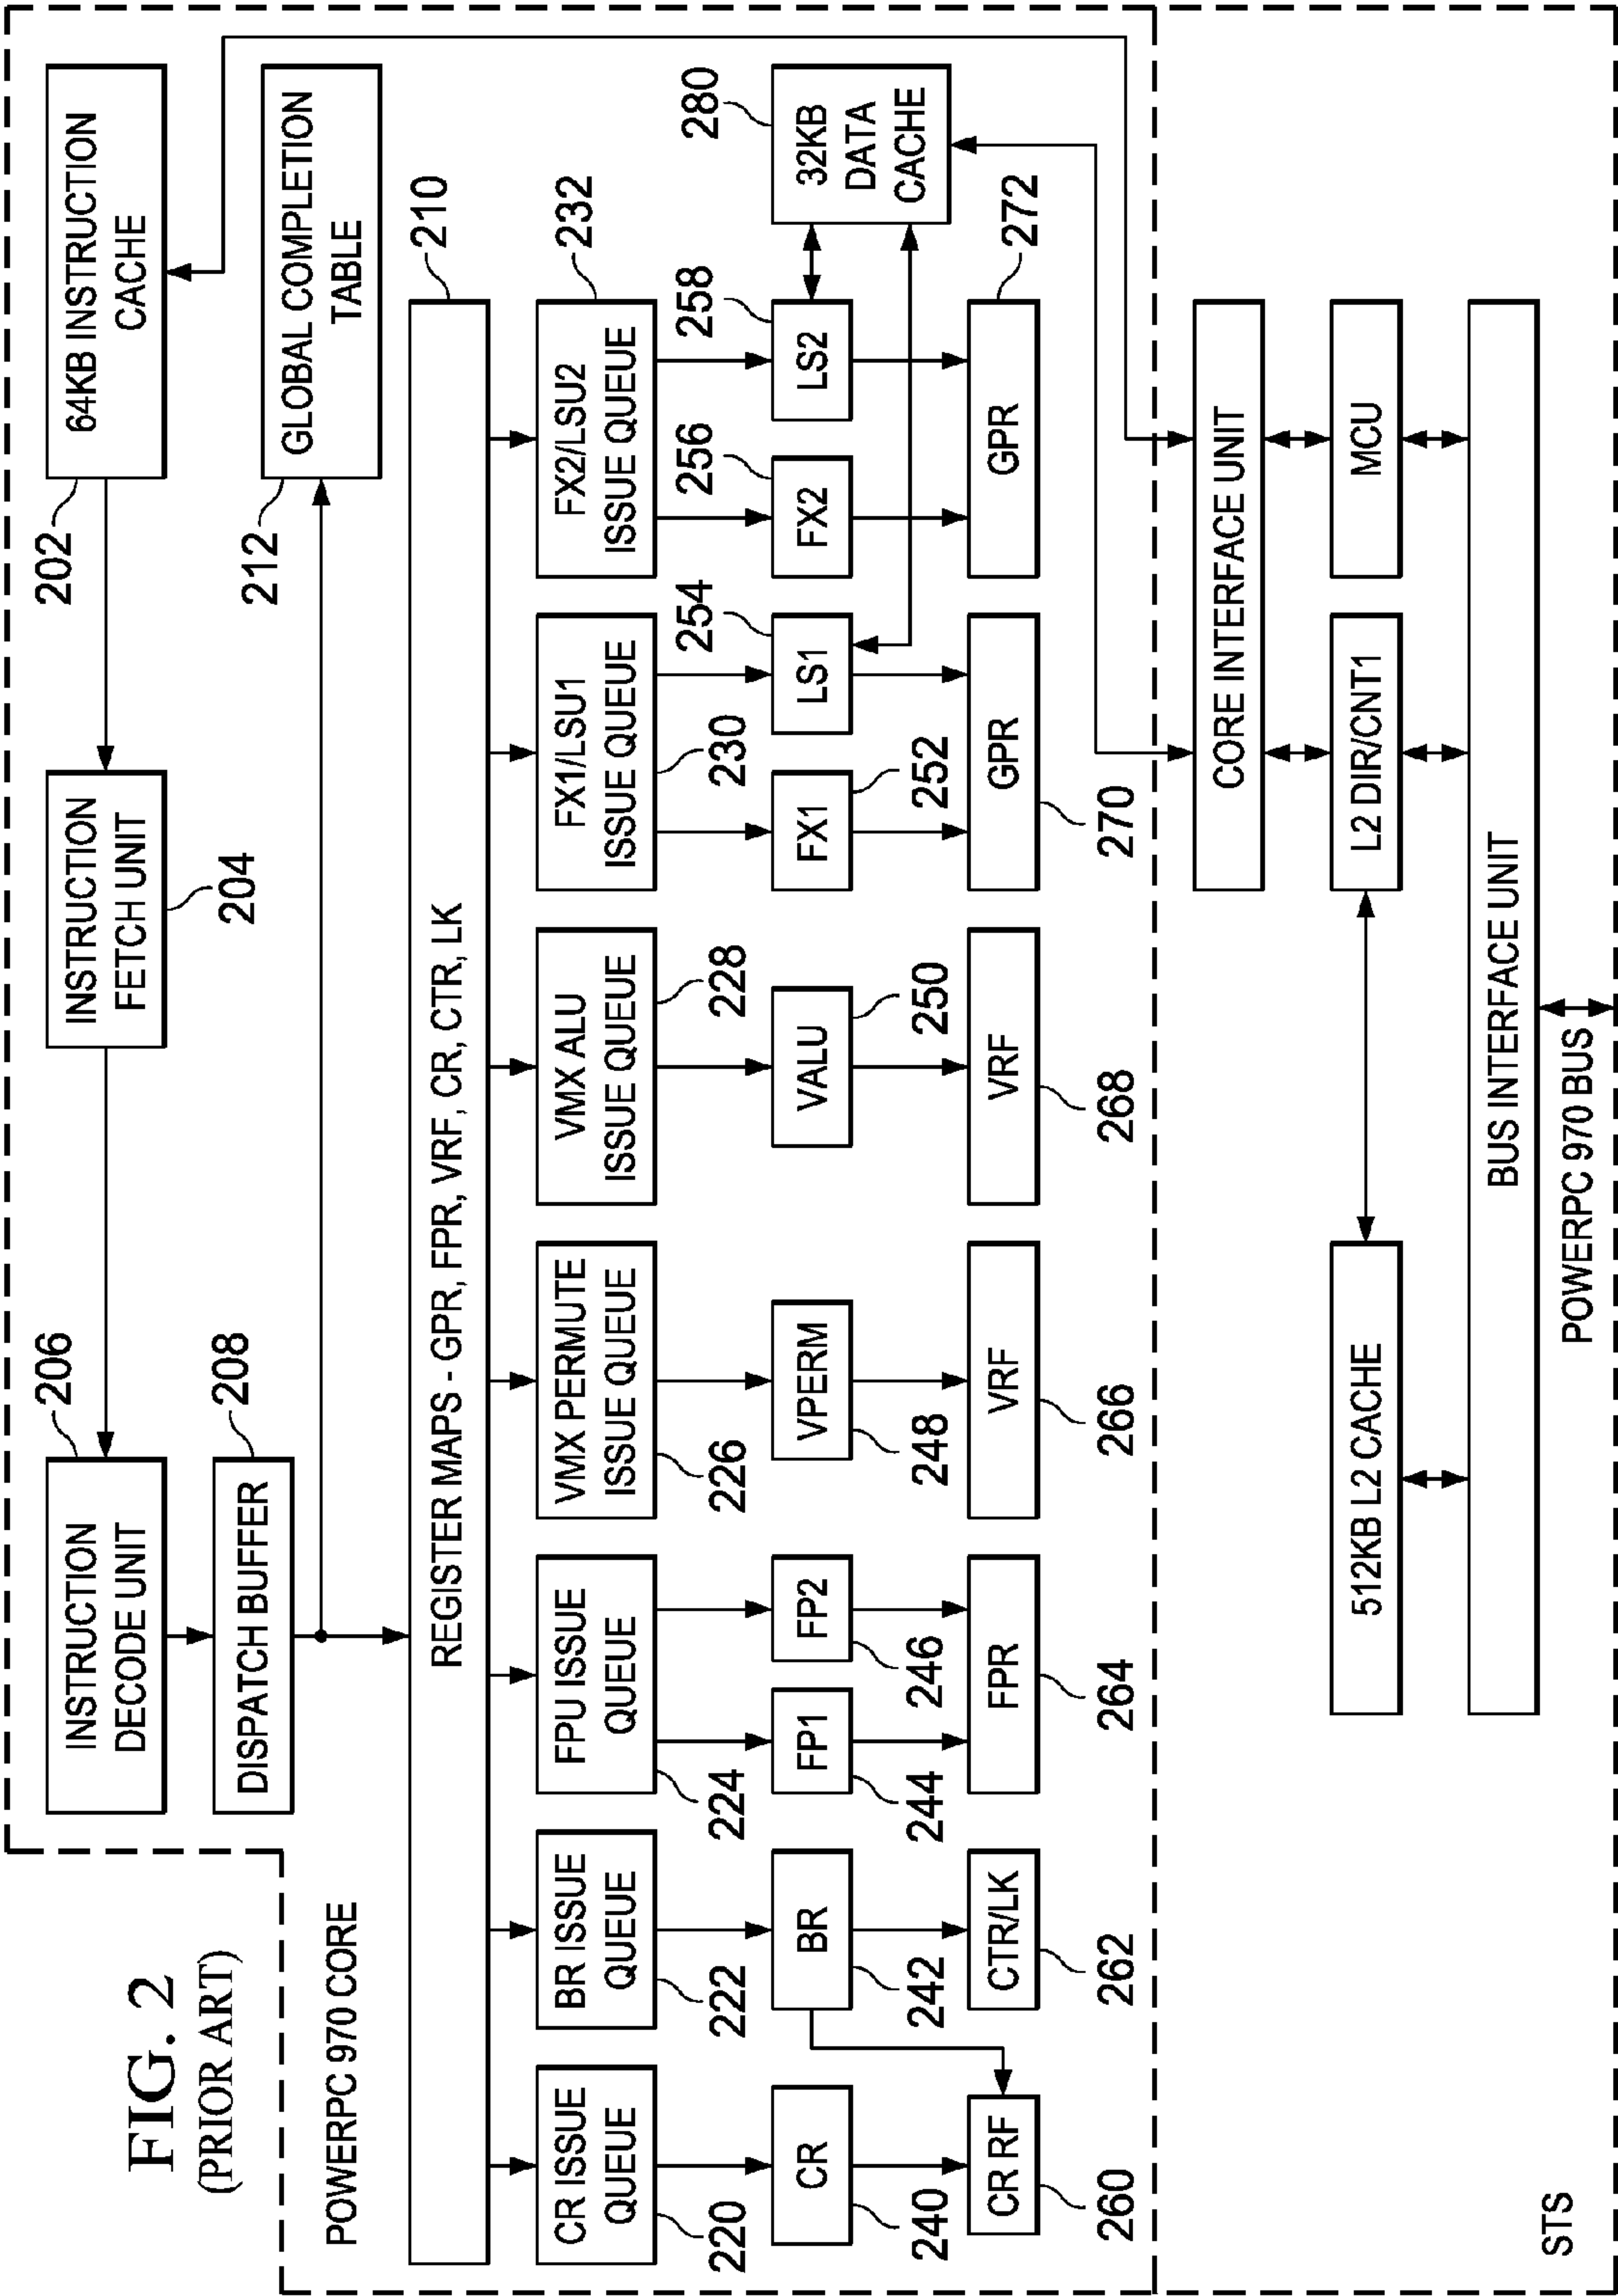 FIG. 2
(PRIOR ART)
206
INSTRUCTION
DECODE UNIT
INSTRUCTION
FETCH UNIT
204
202
64KB INSTRUCTION
CACHE
208
DISPATCH BUFFER
212
GLOBAL COMPLETION
TABLE
POWERPC 970 CORE
210
REGISTER MAPS - GPR, FPR, VRF, CR, CTR, LK
232
CR ISSUE
QUEUE
BR ISSUE
QUEUE
FPU ISSUE
QUEUE
VMX PERMUTE
ISSUE QUEUE
VMX ALU
ISSUE QUEUE
FX1/LSU1
ISSUE QUEUE
FX2/LSU2
ISSUE QUEUE
220
222
224
226
228
230
254
256
258
280
CR
BR
FP1
FP2
VPERM
VALU
FX1
LS1
FX2
LS2
32KB
DATA
CACHE
240
242
244
246
248
250
252
272
CR RF
CTR/LK
FPR
VRF
VRF
GPR
GPR
260
262
264
266
268
270
CORE INTERFACE UNIT
512KB L2 CACHE
L2 DIR/CNT1
MCU
BUS INTERFACE UNIT
STS
POWERPC 970 BUS